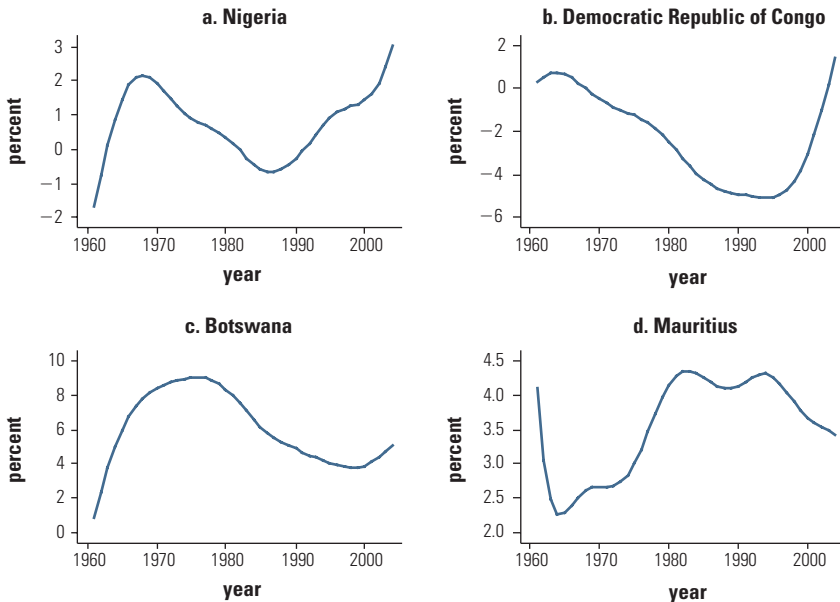 a. Nigeria
percent
3
2
1
0
−1
−2
1960 1970 1980 1990 2000
year
b. Democratic Republic of Congo
percent
2
0
−2
−4
−6
1960 1970 1980 1990 2000
year
c. Botswana
percent
10
8
6
4
2
0
1960 1970 1980 1990 2000
year
d. Mauritius
percent
4.5
4.0
3.5
3.0
2.5
2.0
1960 1970 1980 1990 2000
year